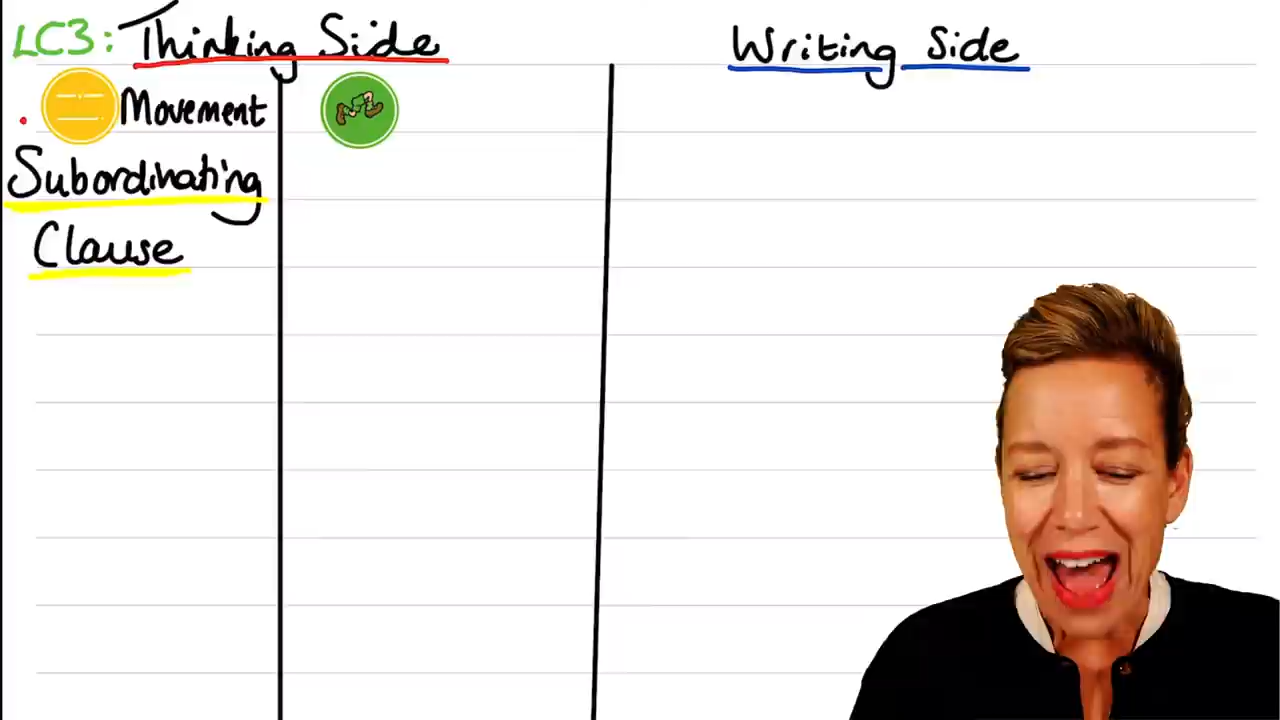 LC3: Thinking Side
Writing Side
Movement
Subordinating
Clause